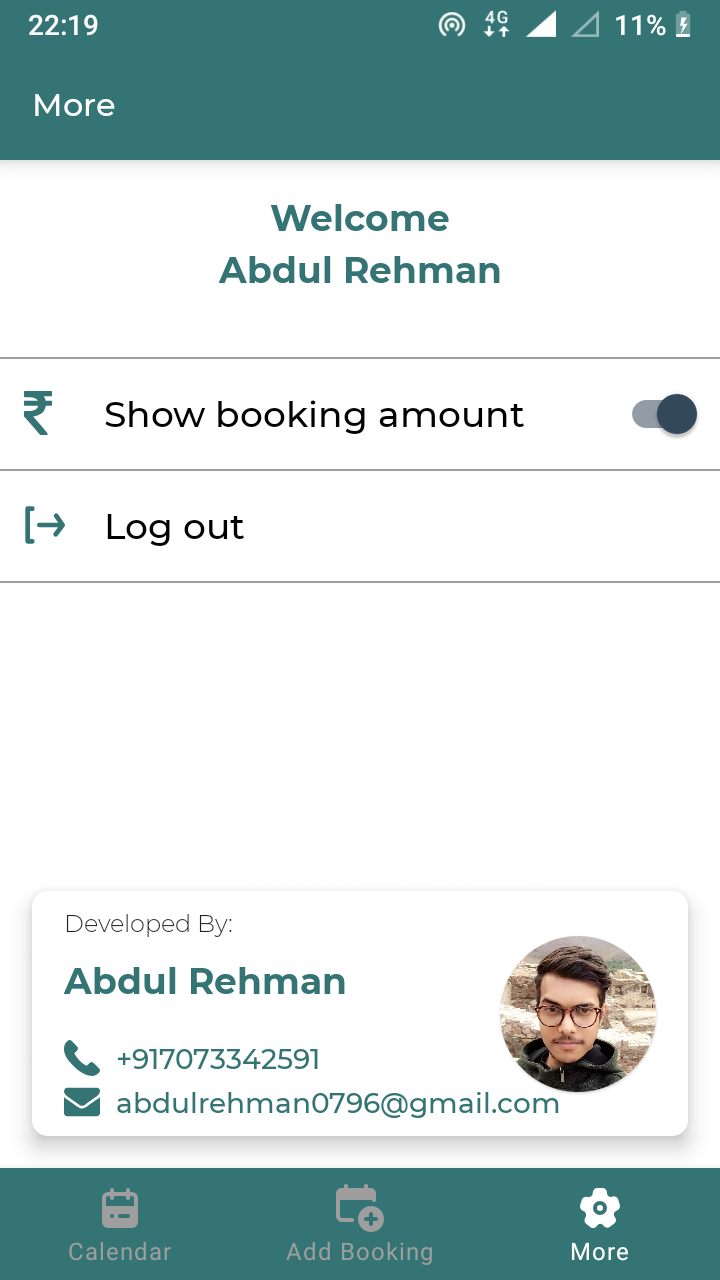 22:19
4G
11%
More
Welcome
Abdul Rehman
₹ Show booking amount
Log out
Developed By:
Abdul Rehman
+917073342591
abdulrehman0796@gmail.com
Calendar
Add Booking
More